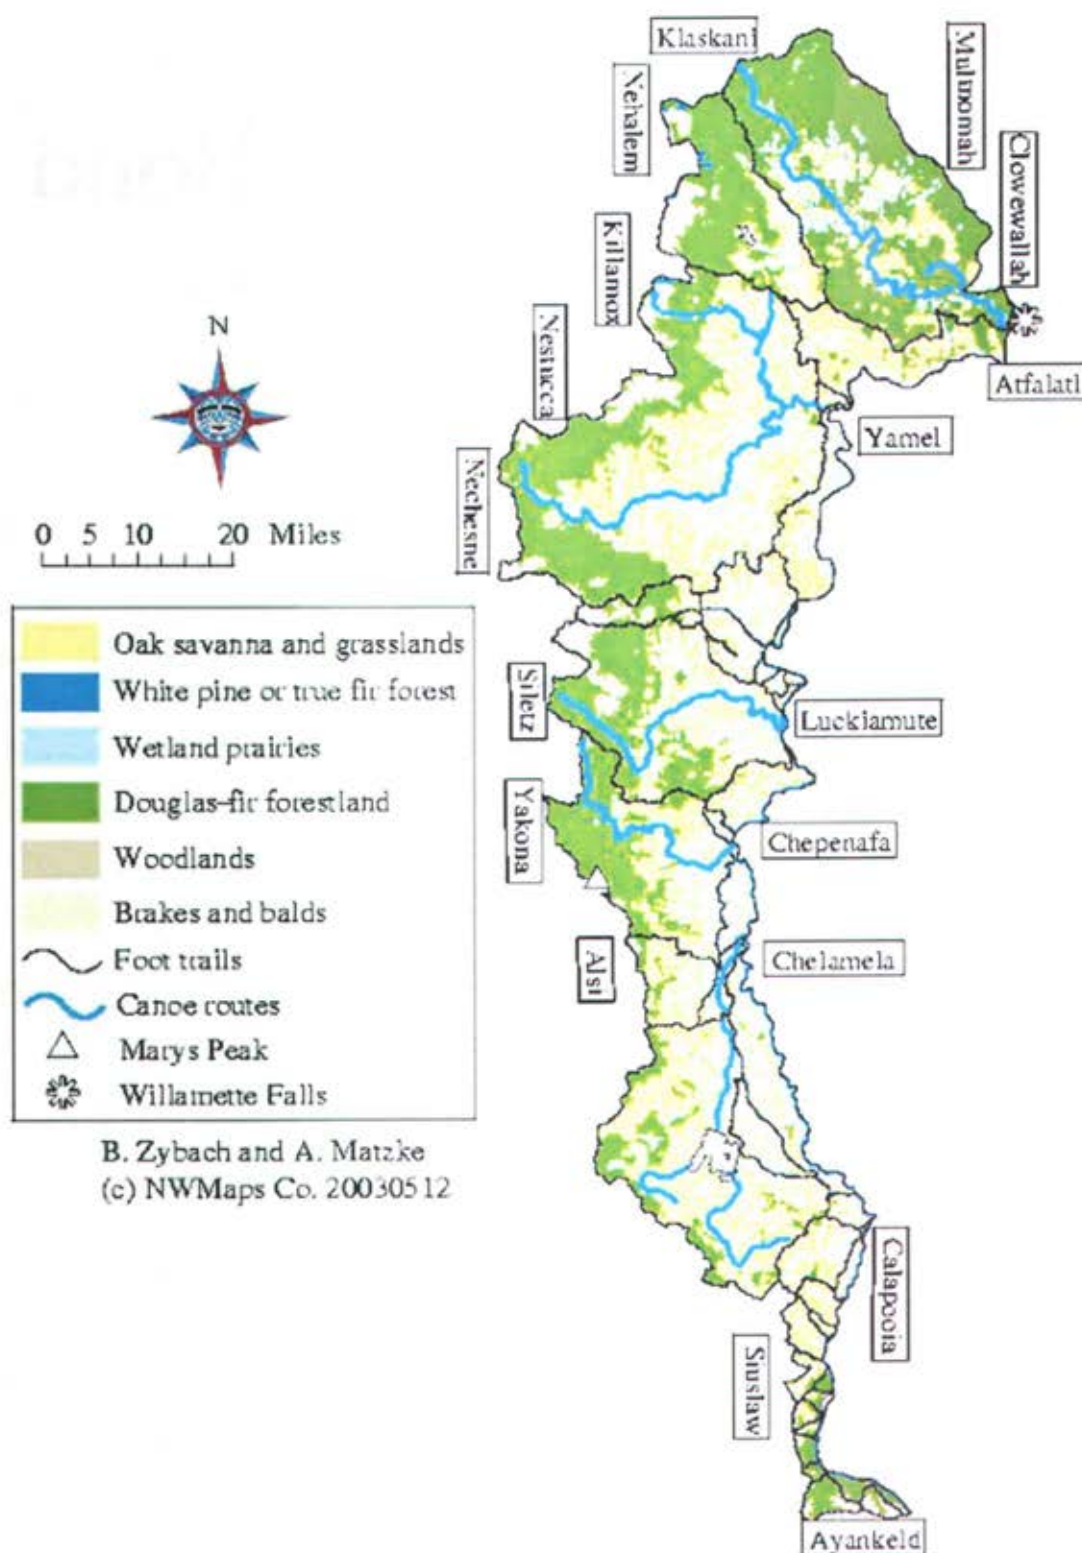 Klaskani
Multnomah
Nehalem
Clowewallah
Killamox
N
Nestucca
Atfalati
Yamel
Nechesne
0 5 10 20 Miles
Oak savanna and grasslands
White pine or true fir forest
Wetland prairies
Douglas-fir forestland
Woodlands
Brakes and balds
Foot trails
Canoe routes
Marys Peak
Willamette Falls
Siletz
Luckiamute
Yakona
Chepenafa
Alsi
Chelamela
B. Zybach and A. Matzke
(c) NWMaps Co. 20030512
Calapooia
Siuslaw
Ayankeld